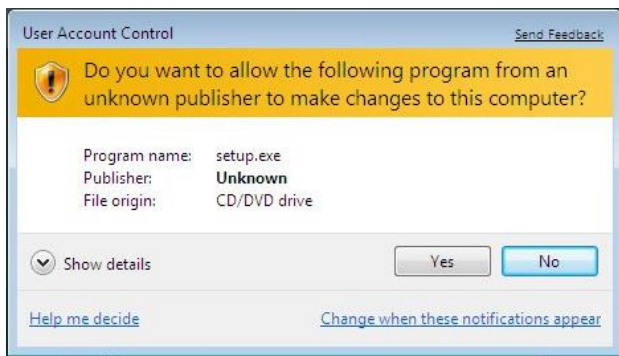 User Account Control
Send Feedback
Do you want to allow the following program from an
unknown publisher to make changes to this computer?
Program name: setup.exe
Publisher: Unknown
File origin: CD/DVD drive
Show details
Yes
No
Help me decide
Change when these notifications appear